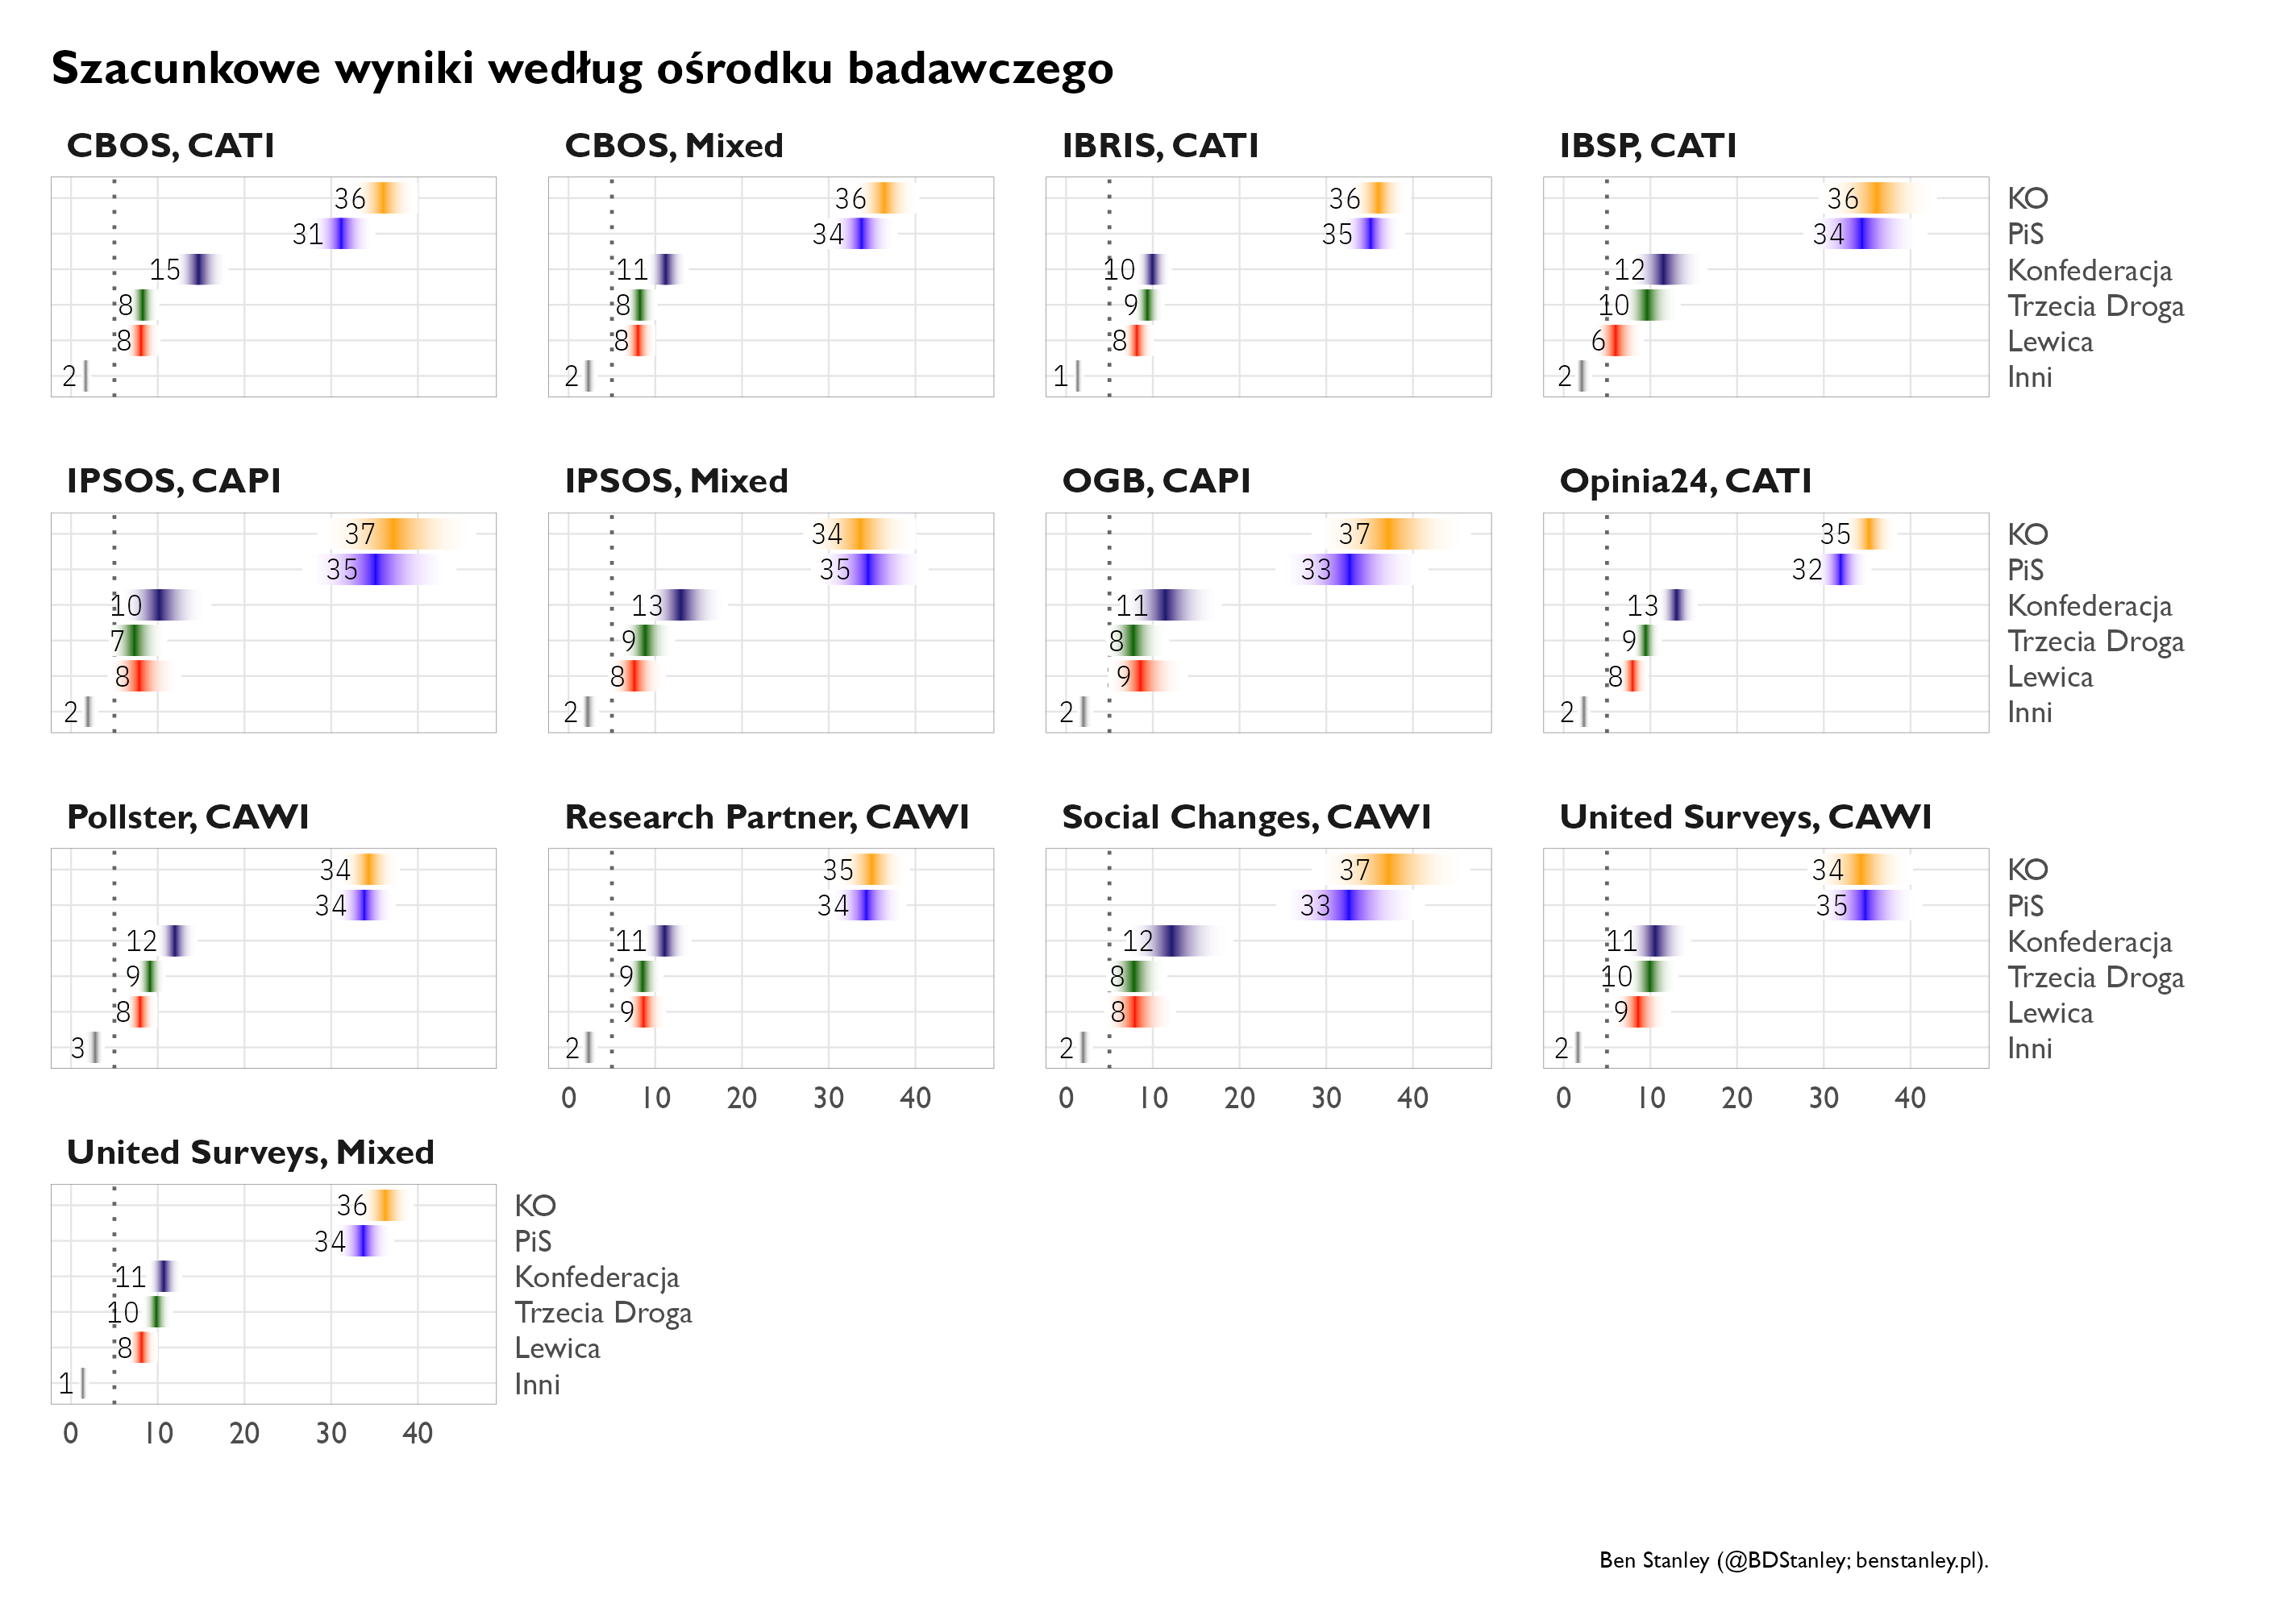 Szacunkowe wyniki według ośrodku badawczego
CBOS, CATI
36
31
15
8
8
2
CBOS, Mixed
36
34
11
8
8
2
IBRIS, CATI
36
35
10
9
8
1
IBSP, CATI
36 KO
34 PiS
12 Konfederacja
10 Trzecia Droga
6 Lewica
2 Inni
IPSOS, CAPI
37
35
10
7
8
2
IPSOS, Mixed
34
35
13
9
8
2
OGB, CAPI
37
33
11
8
9
2
Opinia24, CATI
35 KO
32 PiS
13 Konfederacja
9 Trzecia Droga
8 Lewica
2 Inni
Pollster, CAWI
34
34
12
9
8
3
Research Partner, CAWI
35
34
11
9
9
2
0 10 20 30 40
Social Changes, CAWI
37
33
12
8
8
2
0 10 20 30 40
United Surveys, CAWI
34 KO
35 PiS
11 Konfederacja
10 Trzecia Droga
9 Lewica
2 Inni
0 10 20 30 40
United Surveys, Mixed
36 KO
34 PiS
11 Konfederacja
10 Trzecia Droga
8 Lewica
1 Inni
0 10 20 30 40
Ben Stanley (@BDStanley; benstanley.pl).